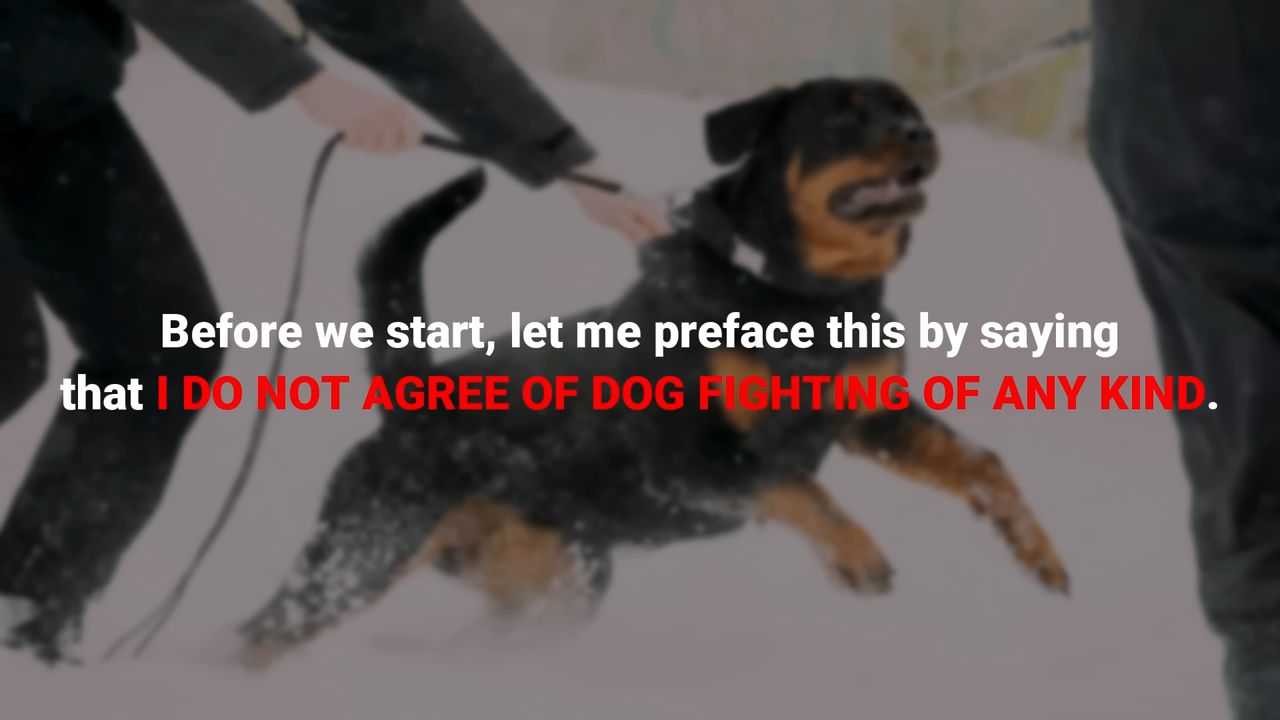 Before we start, let me preface this by saying
that I DO NOT AGREE OF DOG FIGHTING OF ANY KIND.